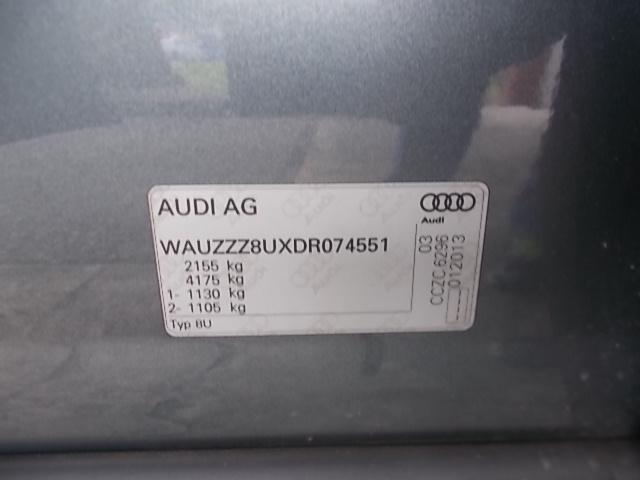 AUDI AG
Audi
WAUZZZ8UXDR074551
2155 kg
4175 kg
1- 1130 kg
2- 1105 kg
Typ 8U
03
CCZC 6296
012013